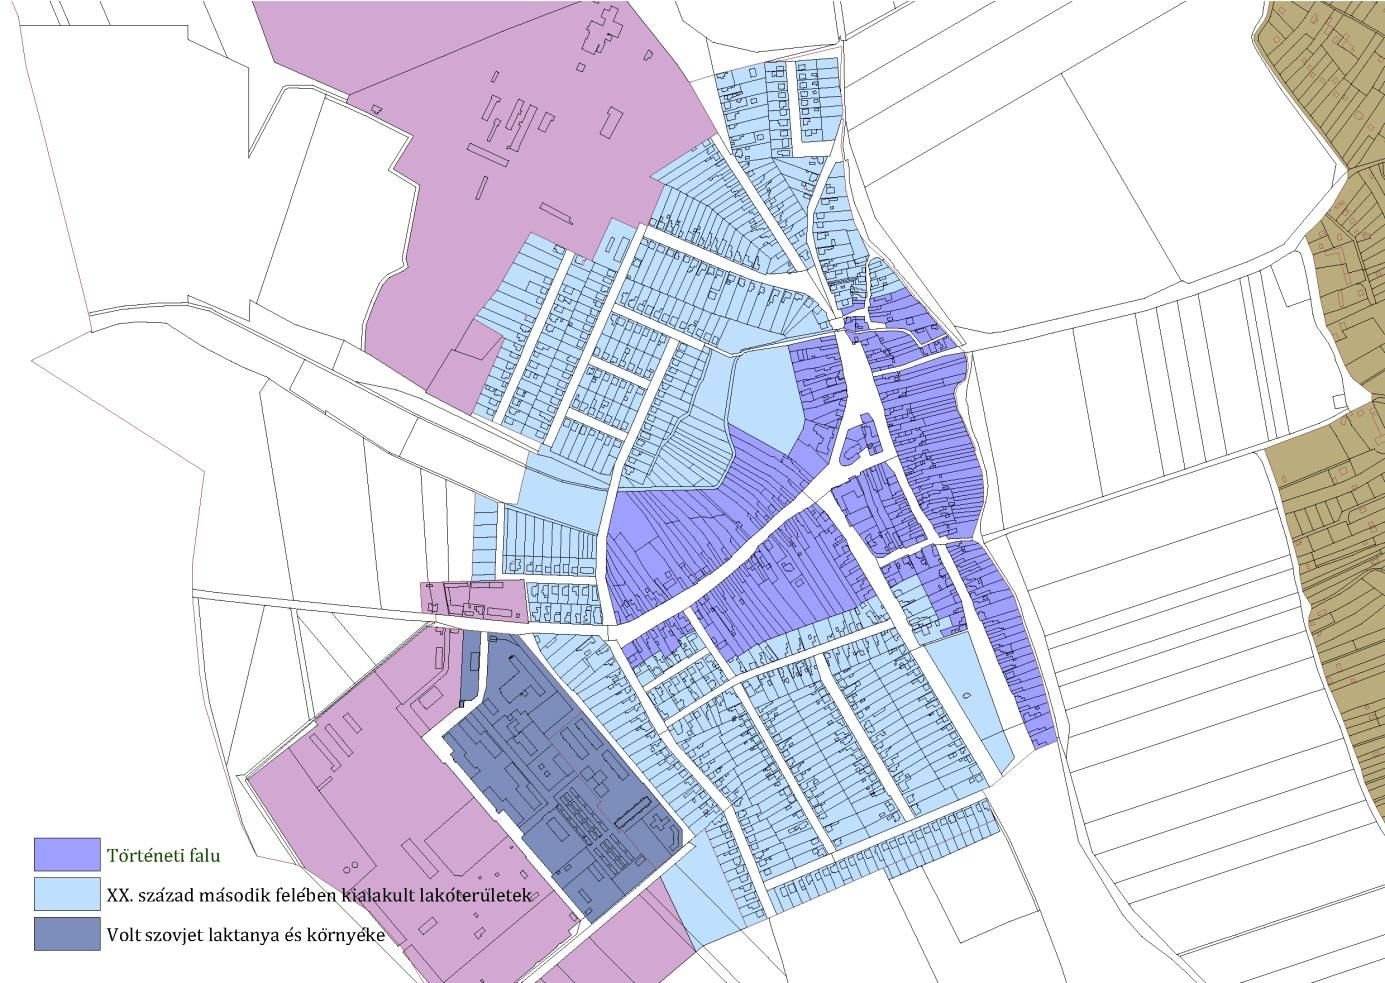 Történeti falu
XX. század második felében kialakult lakóterületek
Volt szovjet laktanya és környéke